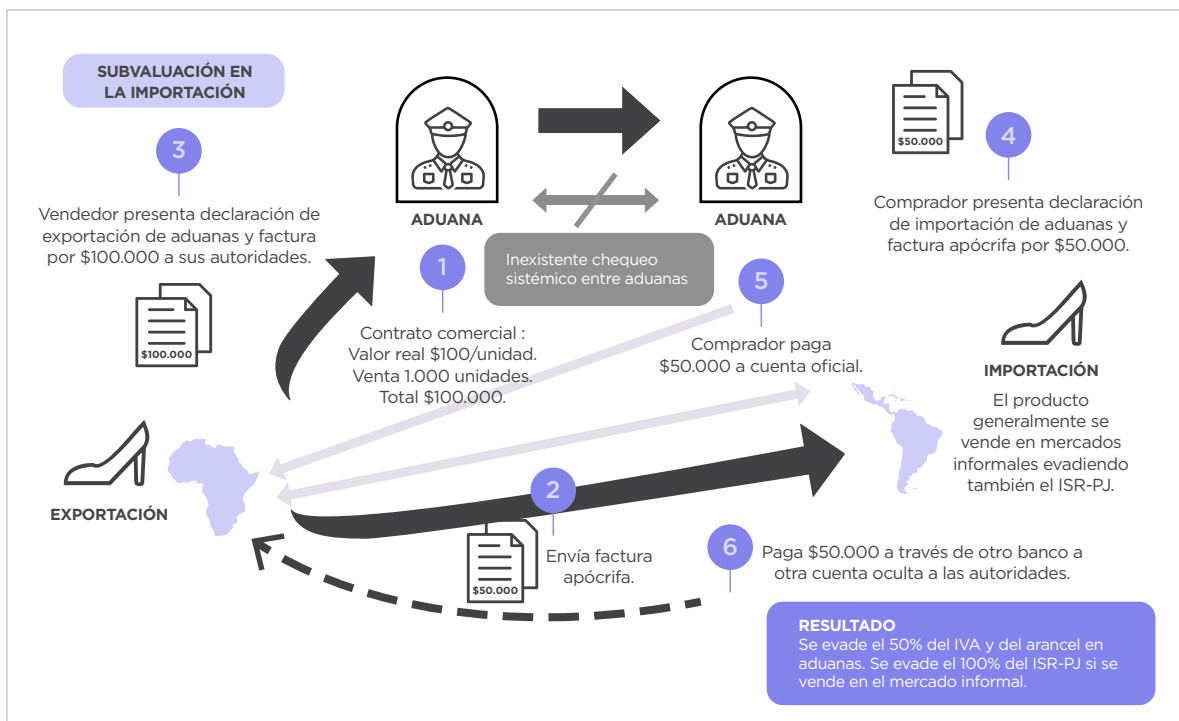 SUBVALUACIÓN EN
LA IMPORTACIÓN
3
Vendedor presenta declaración de
exportación de aduanas y factura
por $100.000 a sus autoridades.
$100.000
ADUANA
ADUANA
Inexistente chequeo
sistémico entre aduanas
1
Contrato comercial :
Valor real $100/unidad.
Venta 1.000 unidades.
Total $100.000.
$50.000
4
Comprador presenta declaración
de importación de aduanas y
factura apócrifa por $50.000.
5
Comprador paga
$50.000 a cuenta oficial.
IMPORTACIÓN
El producto
generalmente se
vende en mercados
informales evadiendo
también el ISR-PJ.
EXPORTACIÓN
2
Envía factura
apócrifa.
$50.000
6
Paga $50.000 a través de otro banco a
otra cuenta oculta a las autoridades.
RESULTADO
Se evade el 50% del IVA y del arancel en
aduanas. Se evade el 100% del ISR-PJ si se
vende en el mercado informal.